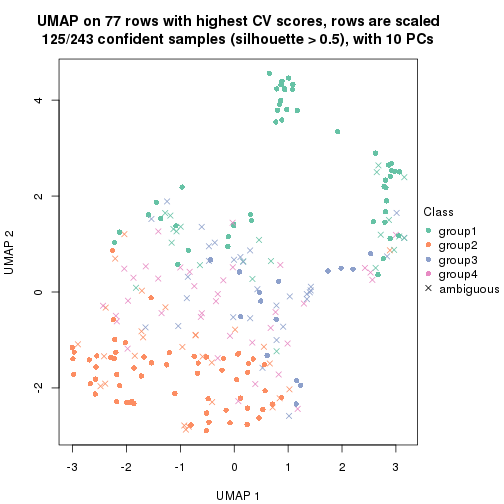 UMAP on 77 rows with highest CV scores, rows are scaled
125/243 confident samples (silhouette > 0.5), with 10 PCs
4
2
0
-2
UMAP 2
-3 -2 -1 0 1 2 3
UMAP 1
Class
group1
group2
group3
group4
ambiguous